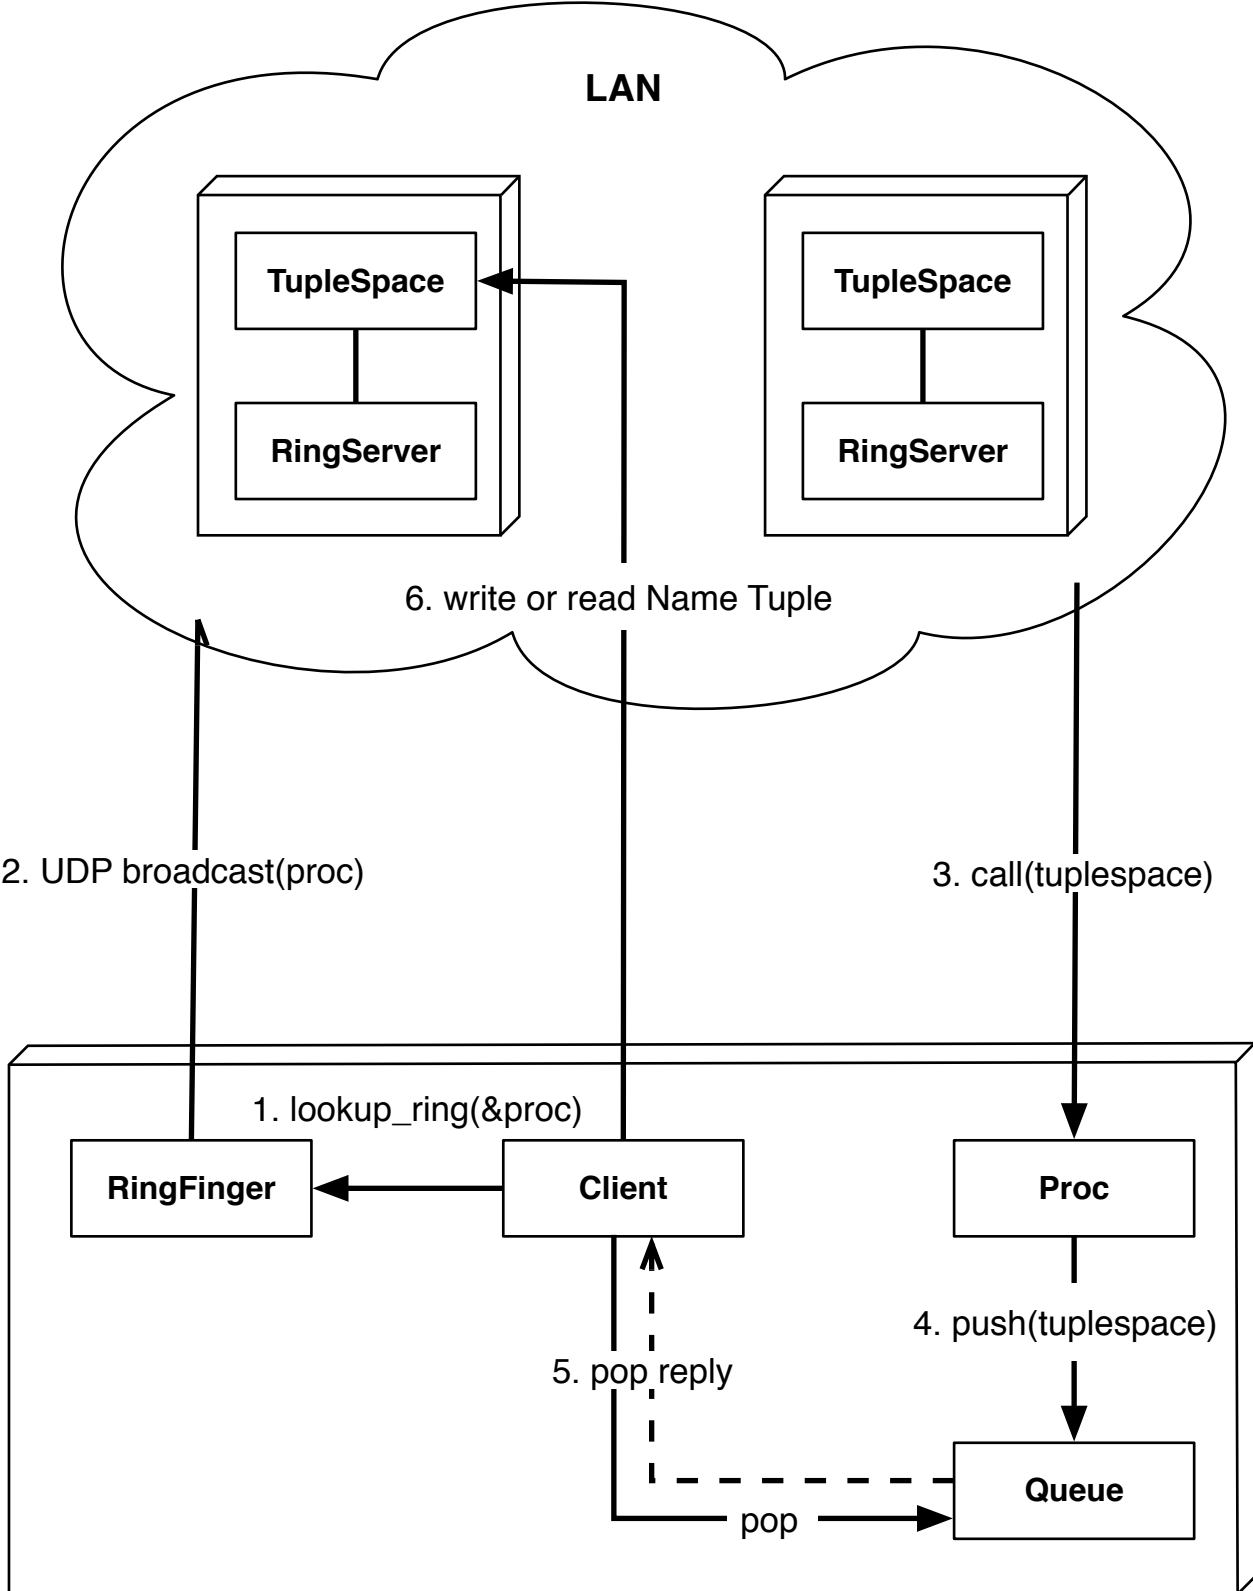 LAN
TupleSpace
TupleSpace
RingServer
RingServer
6. write or read Name Tuple
2. UDP broadcast(proc)
3. call(tuplespace)
1. lookup_ring(&proc)
RingFinger
Client
Proc
4. push(tuplespace)
5. pop reply
Queue
pop